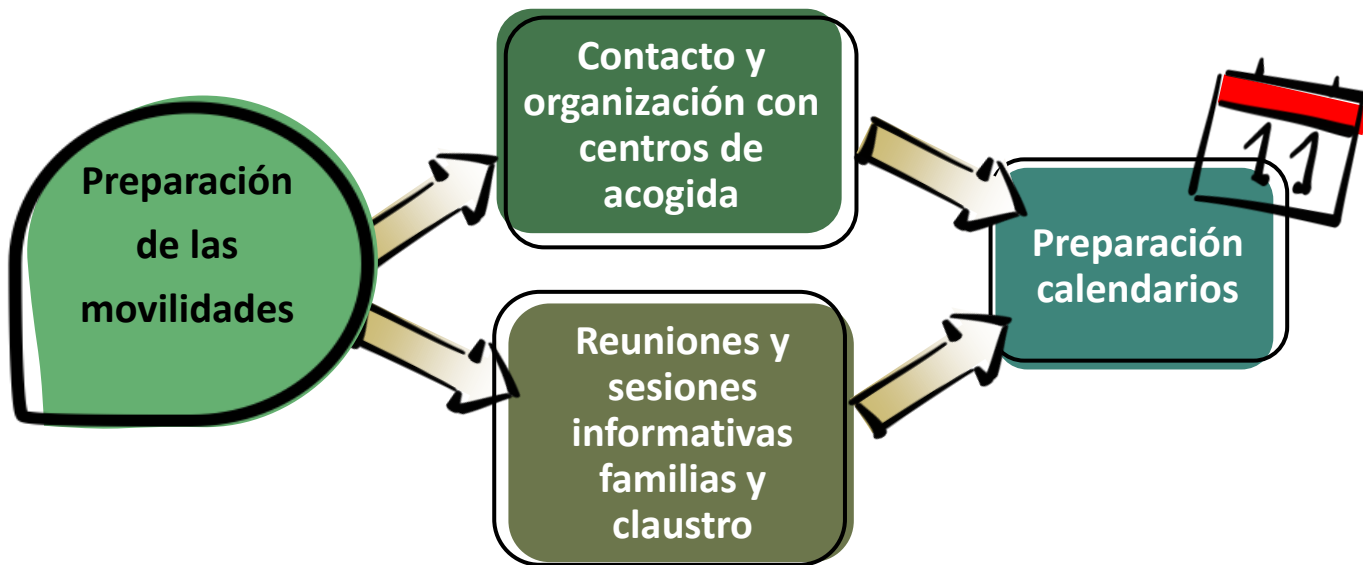 Preparación
de las
movilidades
Contacto y
organización con
centros de
acogida
Reuniones y
sesiones
informativas
familias y
claustro
11
Preparación
calendarios